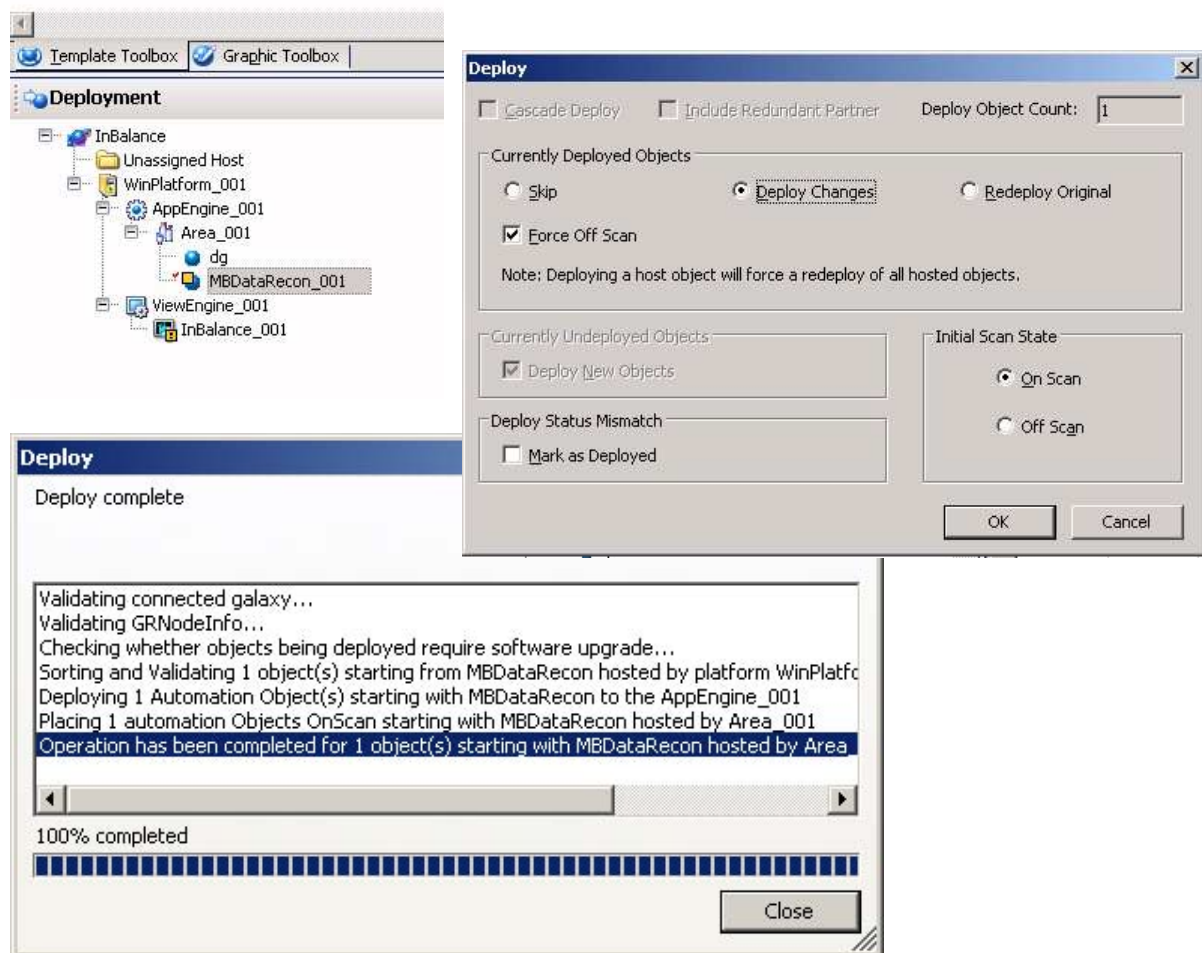 Template Toolbox
Graphic Toolbox
Deployment
InBalance
Unassigned Host
WinPlatform_001
AppEngine_001
Area_001
dg
MBDataRecon_001
ViewEngine_001
InBalance_001
Deploy
Cascade Deploy
Include Redundant Partner
Deploy Object Count:
1
Currently Deployed Objects
Skip
Deploy Changes
Redeploy Original
Force Off Scan
Note: Deploying a host object will force a redeploy of all hosted objects.
Currently Undeployed Objects
Deploy New Objects
Initial Scan State
On Scan
Off Scan
Deploy Status Mismatch
Mark as Deployed
OK
Cancel
Deploy
Deploy complete
Validating connected galaxy...
Validating GRNodeInfo...
Checking whether objects being deployed require software upgrade...
Sorting and Validating 1 object(s) starting from MBDataRecon hosted by platform WinPlatfo
Deploying 1 Automation Object(s) starting with MBDataRecon to the AppEngine_001
Placing 1 automation Objects OnScan starting with MBDataRecon hosted by Area_001
Operation has been completed for 1 object(s) starting with MBDataRecon hosted by Area_
100% completed
Close